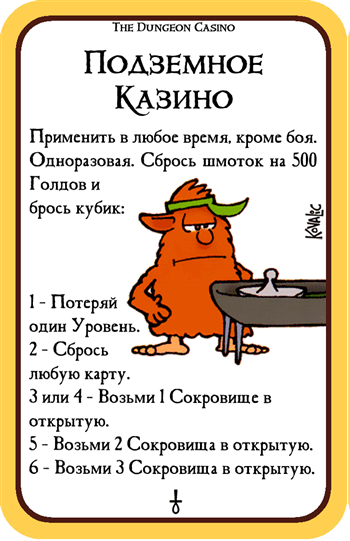 The Dungeon Casino
Подземное
Казино
Применить в любое время, кроме боя.
Одноразовая. Сбрось шмоток на 500
Голдов и
брось кубик:
Kovalic
1 - Потеряй
один Уровень.
2 - Сбрось
любую карту.
3 или 4 - Возьми 1 Сокровище в
открытую.
5 - Возьми 2 Сокровища в открытую.
6 - Возьми 3 Сокровища в открытую.